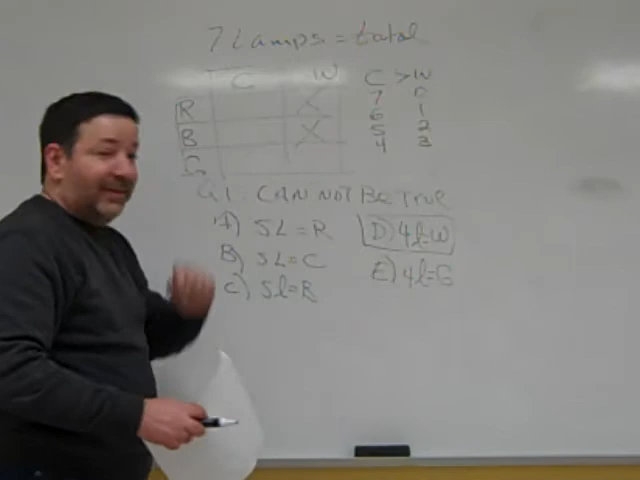 7 Lamps = total
C W C > W
R X 7 0
B X 6 1
G 5 2
4 3
Q1. CAN NOT BE TRUE
A) 5L = R D) 4l=W
B) 5L = C E) 4l=G
C) 5l=B